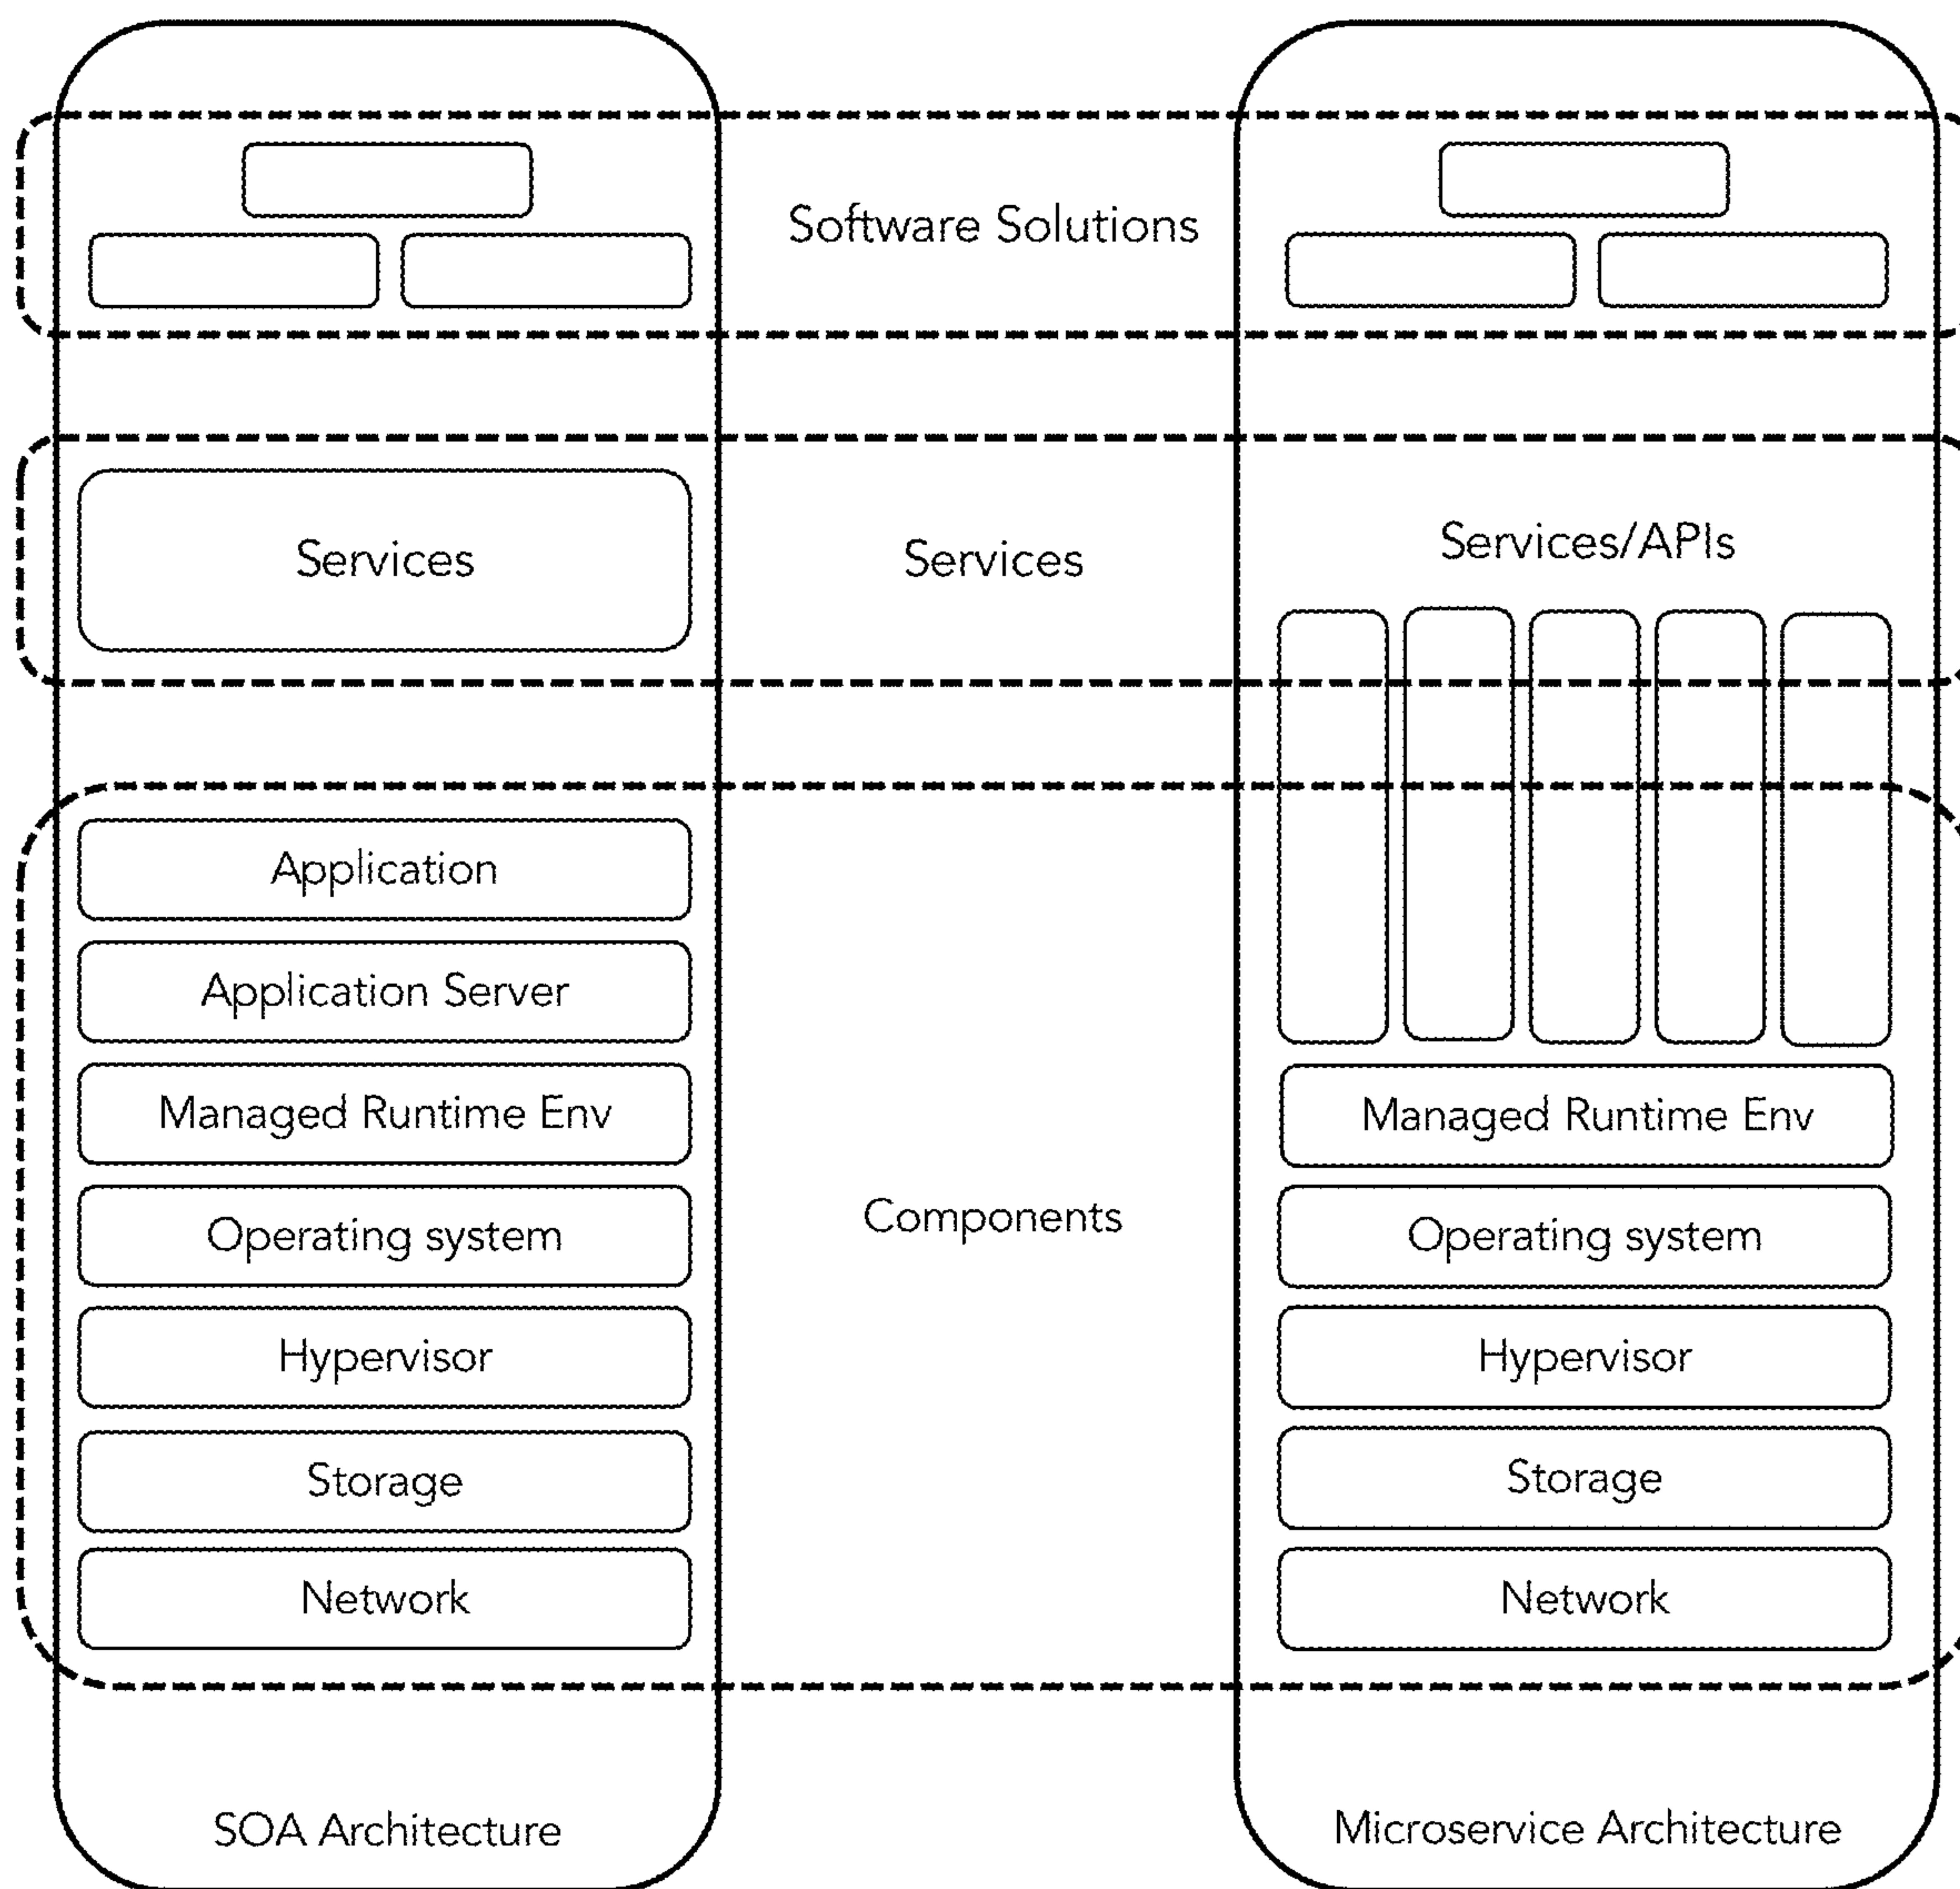 Software Solutions
Services
Services
Services/APIs
Application
Application Server
Managed Runtime Env
Managed Runtime Env
Operating system
Operating system
Components
Hypervisor
Hypervisor
Storage
Storage
Network
Network
SOA Architecture
Microservice Architecture